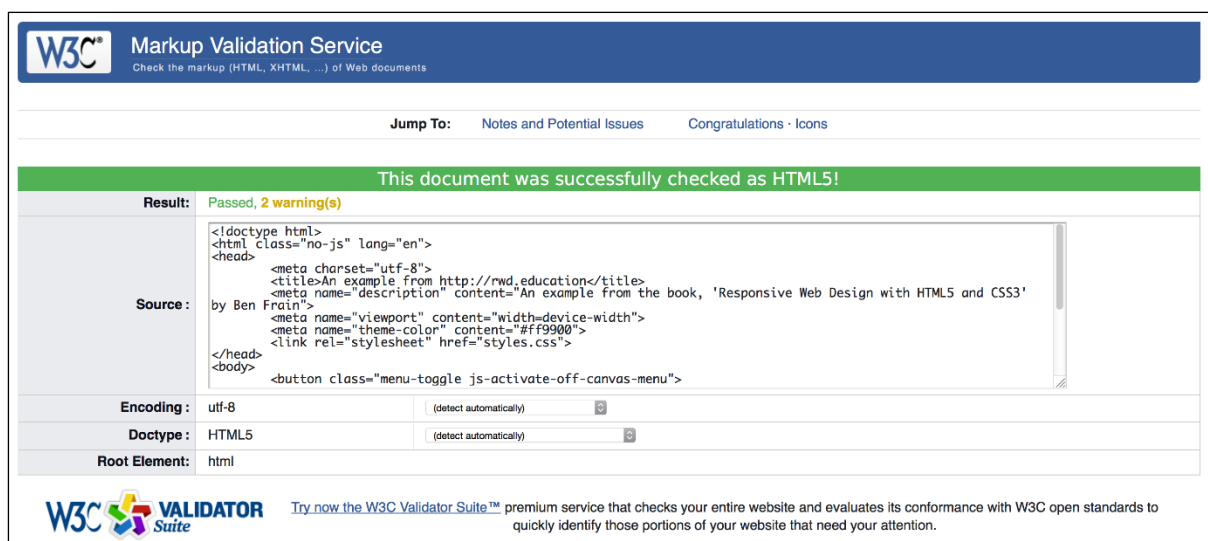 W3C®
Markup Validation Service
Check the markup (HTML, XHTML, ...) of Web documents
Jump To: Notes and Potential Issues Congratulations · Icons
This document was successfully checked as HTML5!
Result: Passed, 2 warning(s)
Source :
<!doctype html>
<html class="no-js" lang="en">
<head>
<meta charset="utf-8">
<title>An example from http://rwd.education</title>
<meta name="description" content="An example from the book, 'Responsive Web Design with HTML5 and CSS3'
by Ben Frain">
<meta name="viewport" content="width=device-width">
<meta name="theme-color" content="#ff9900">
<link rel="stylesheet" href="styles.css">
</head>
<body>
<button class="menu-toggle js-activate-off-canvas-menu">
Encoding : utf-8 (detect automatically)
Doctype : HTML5 (detect automatically)
Root Element: html
W3C VALIDATOR
Suite
Try now the W3C Validator Suite™ premium service that checks your entire website and evaluates its conformance with W3C open standards to
quickly identify those portions of your website that need your attention.